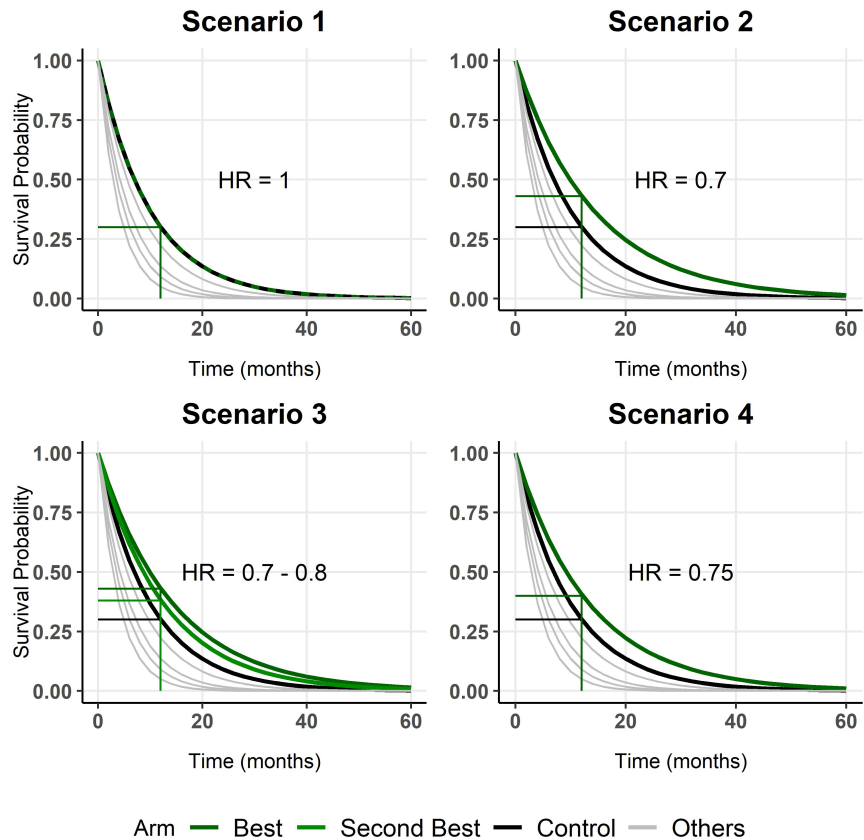 Scenario 1
Scenario 2
Survival Probability
1.00
0.75
0.50
0.25
0.00
HR = 1
0 20 40 60
Time (months)
1.00
0.75
0.50
0.25
0.00
HR = 0.7
0 20 40 60
Time (months)
Scenario 3
Scenario 4
Survival Probability
1.00
0.75
0.50
0.25
0.00
HR = 0.7 - 0.8
0 20 40 60
Time (months)
1.00
0.75
0.50
0.25
0.00
HR = 0.75
0 20 40 60
Time (months)
Arm Best Second Best Control Others